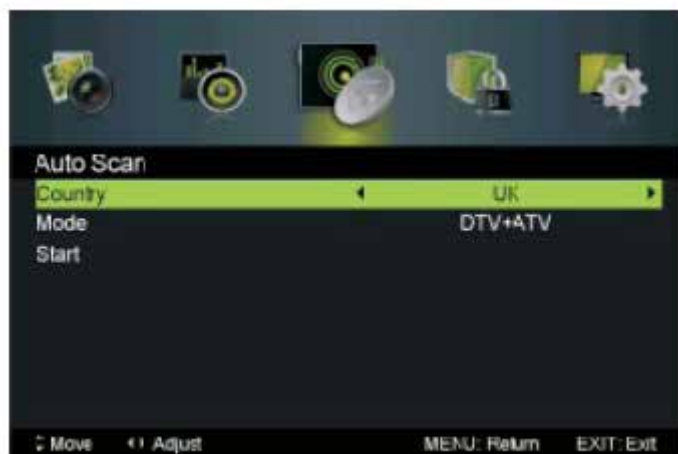 Auto Scan
Country UK
Mode DTV+ATV
Start
Move Adjust MENU: Return EXIT: Exit